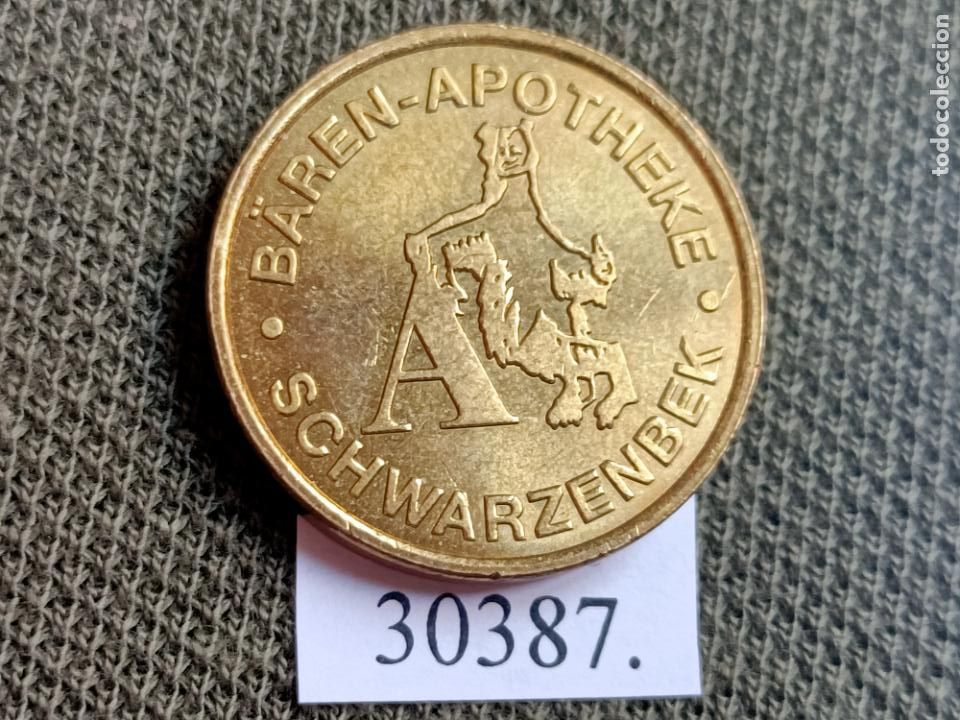 · BÄREN-APOTHEKE ·
SCHWARZENBEK
A
30387.
todocoleccion